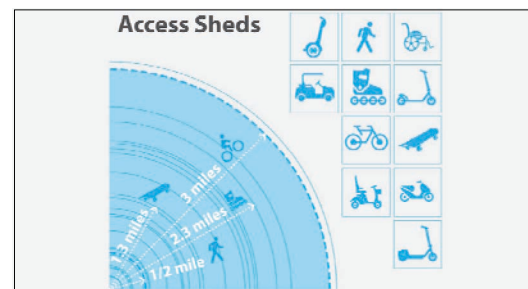 Access Sheds
3 miles
2.3 miles
1.3 miles
1/2 mile